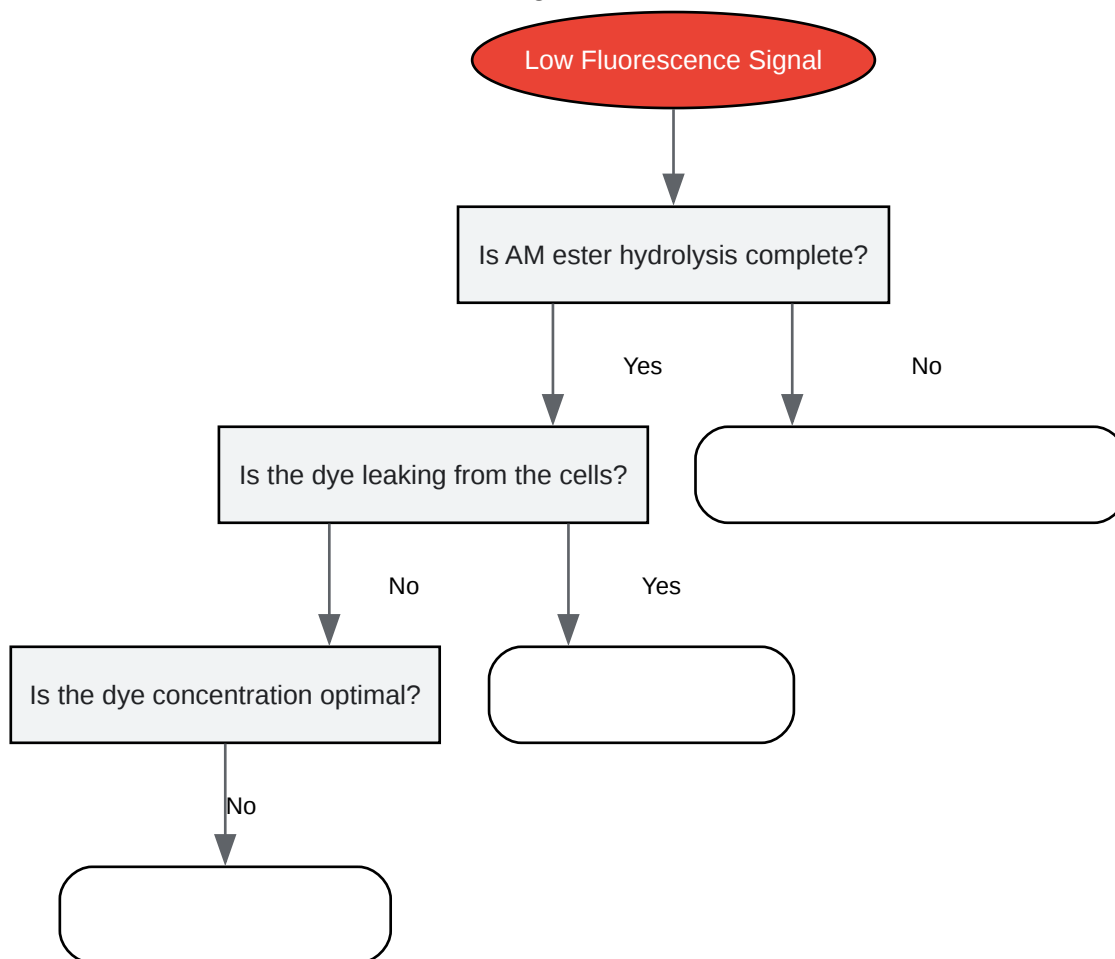 Low Fluorescence Signal
Is AM ester hydrolysis complete?
Yes
No
Is the dye leaking from the cells?
No
Yes
Is the dye concentration optimal?
No